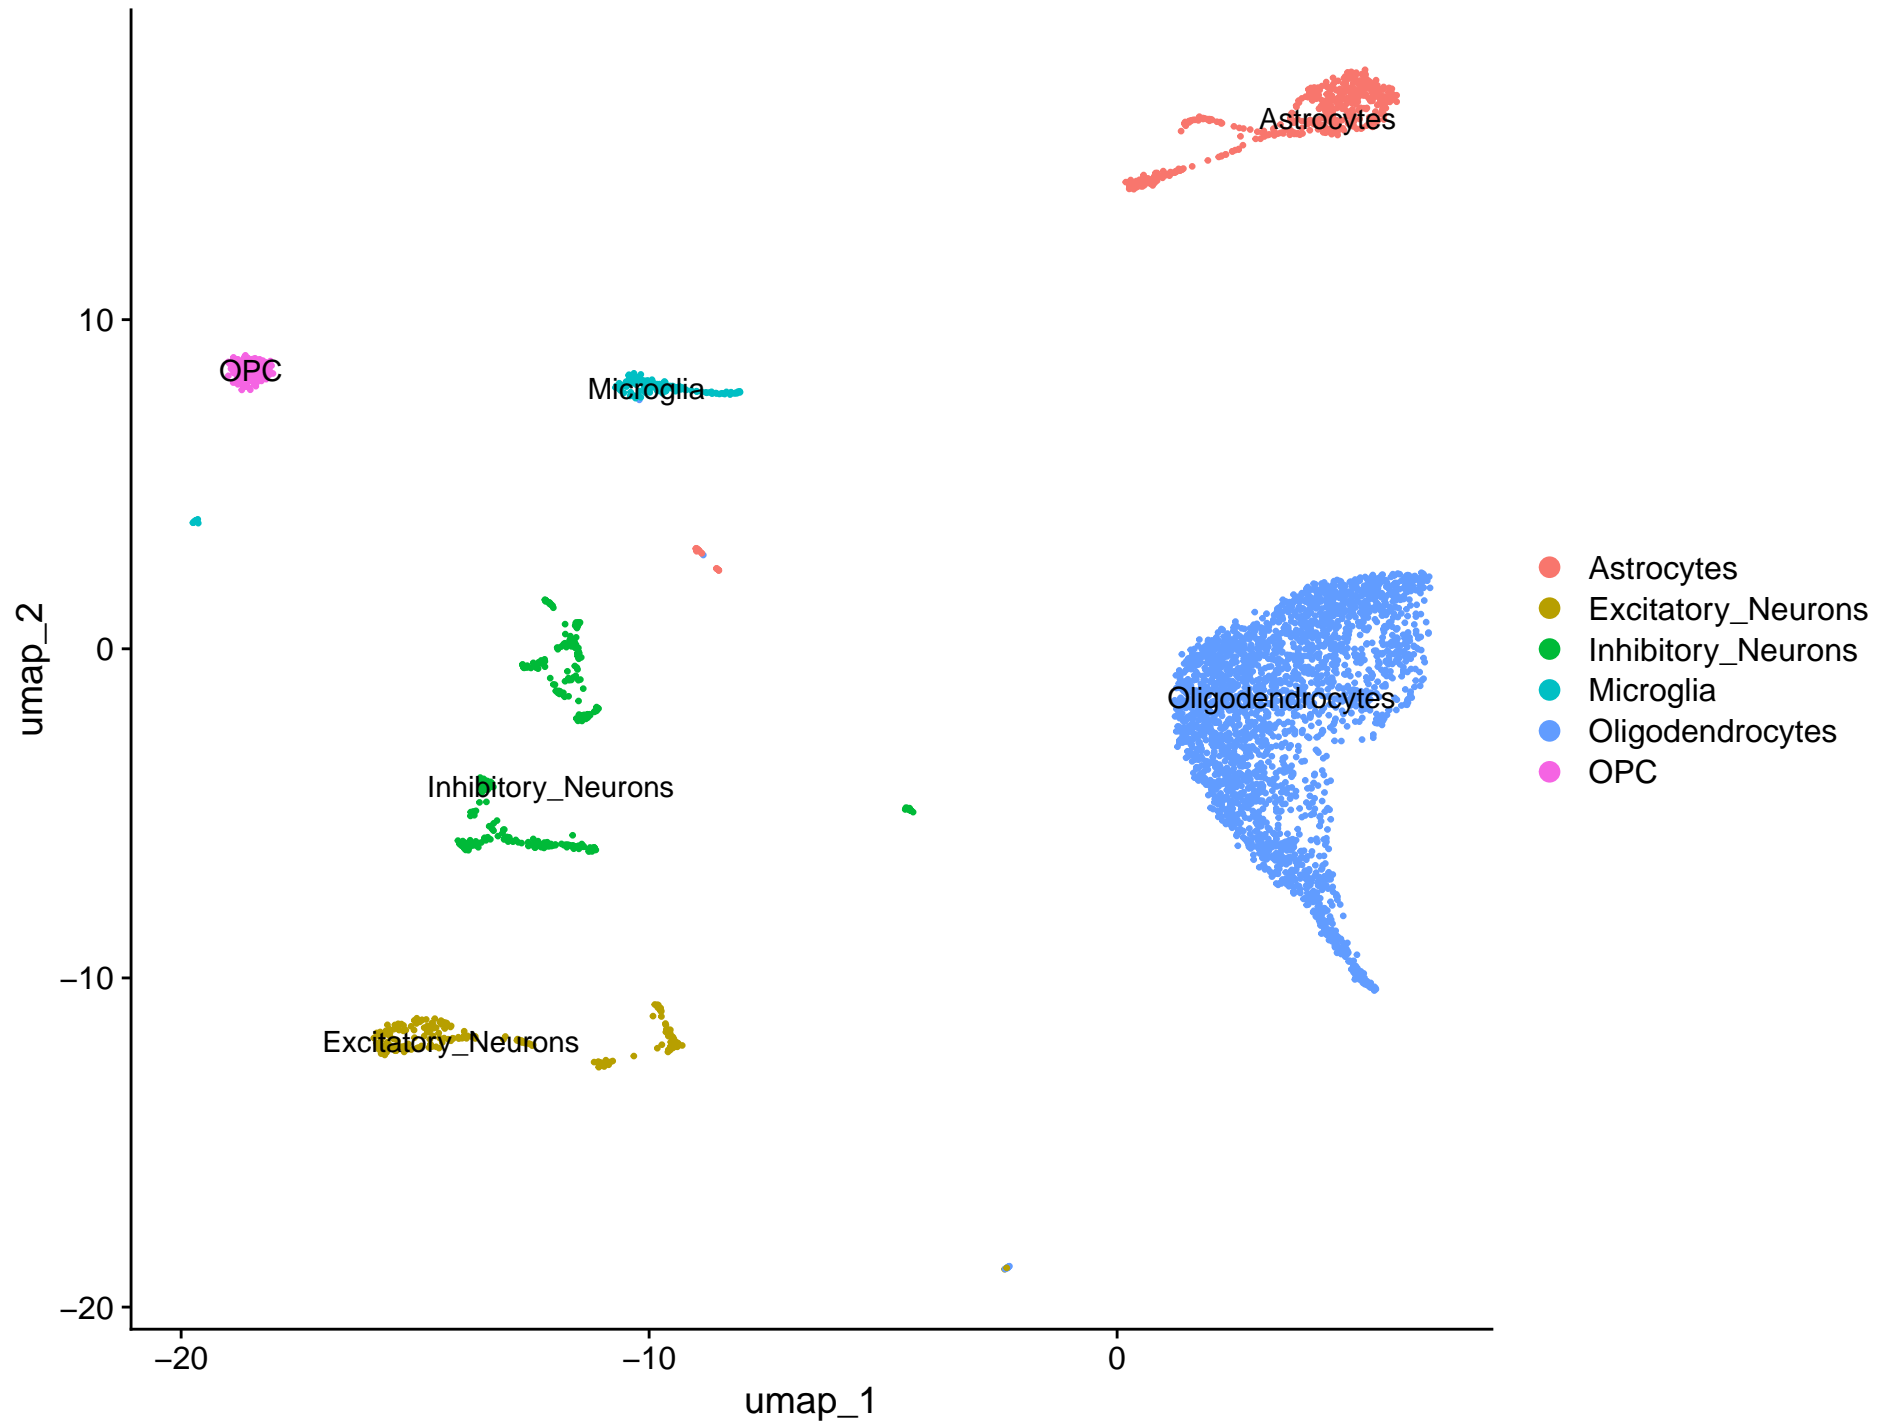 Astrocytes
10
OPC
Microglia
umap_2
0
Oligodendrocytes
Inhibitory_Neurons
−10
Excitatory_Neurons
−20
−20
−10
0
umap_1
Astrocytes
Excitatory_Neurons
Inhibitory_Neurons
Microglia
Oligodendrocytes
OPC